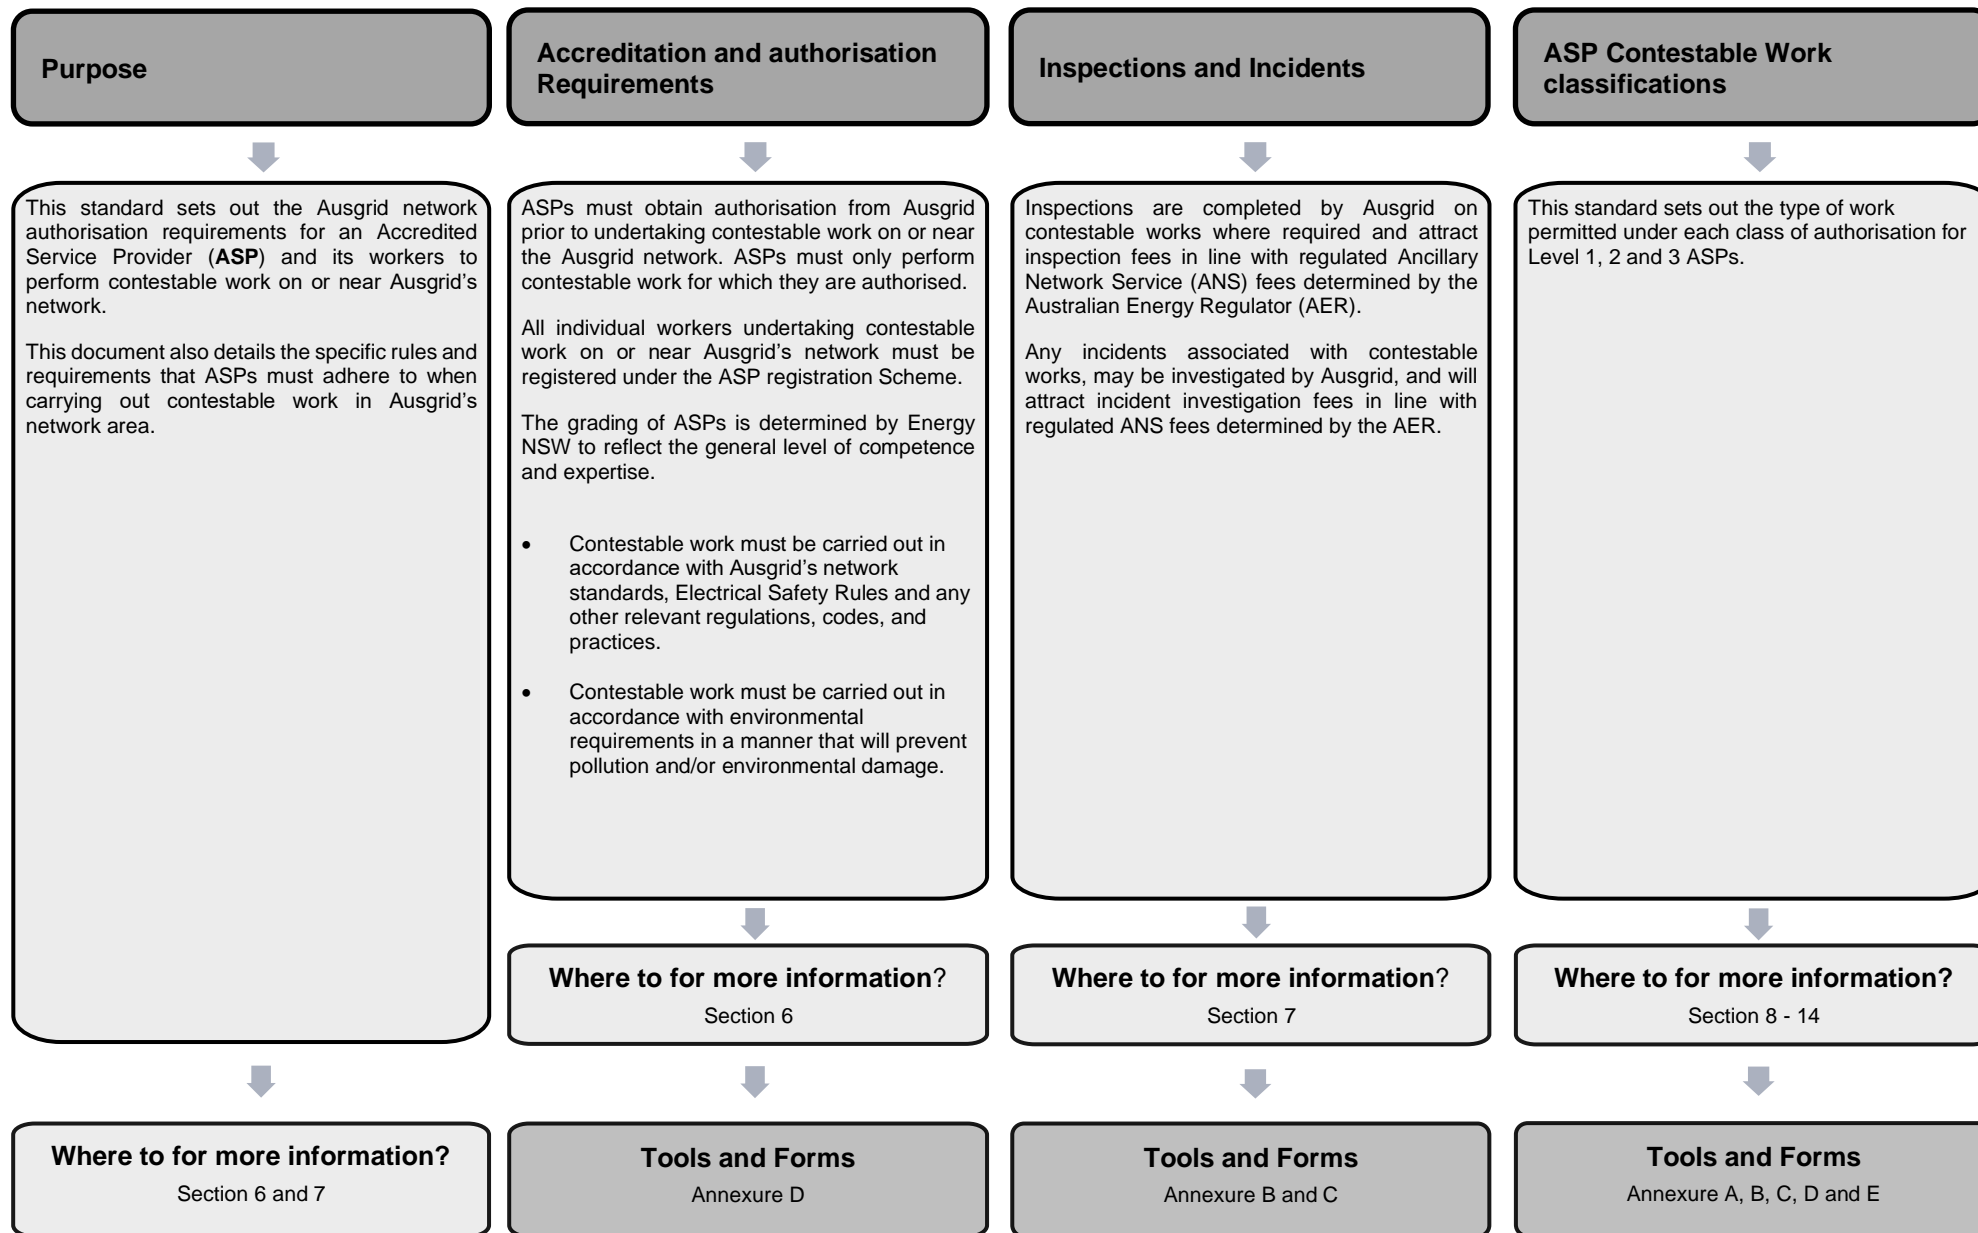 Purpose
This standard sets out the Ausgrid network
authorisation requirements for an Accredited
Service Provider (ASP) and its workers to
perform contestable work on or near Ausgrid's
network.
This document also details the specific rules and
requirements that ASPs must adhere to when
carrying out contestable work in Ausgrid's
network area.
Where to for more information?
Section 6 and 7
Accreditation and authorisation
Requirements
ASPs must obtain authorisation from Ausgrid
prior to undertaking contestable work on or near
the Ausgrid network. ASPs must only perform
contestable work for which they are authorised.
All individual workers undertaking contestable
work on or near Ausgrid's network must be
registered under the ASP registration Scheme.
The grading of ASPs is determined by Energy
NSW to reflect the general level of competence
and expertise.
• Contestable work must be carried out in
accordance with Ausgrid's network
standards, Electrical Safety Rules and any
other relevant regulations, codes, and
practices.
• Contestable work must be carried out in
accordance with environmental
requirements in a manner that will prevent
pollution and/or environmental damage.
Where to for more information?
Section 6
Tools and Forms
Annexure D
Inspections and Incidents
Inspections are completed by Ausgrid on
contestable works where required and attract
inspection fees in line with regulated Ancillary
Network Service (ANS) fees determined by the
Australian Energy Regulator (AER).
Any incidents associated with contestable
works, may be investigated by Ausgrid, and will
attract incident investigation fees in line with
regulated ANS fees determined by the AER.
Where to for more information?
Section 7
Tools and Forms
Annexure B and C
ASP Contestable Work
classifications
This standard sets out the type of work
permitted under each class of authorisation for
Level 1, 2 and 3 ASPs.
Where to for more information?
Section 8 - 14
Tools and Forms
Annexure A, B, C, D and E